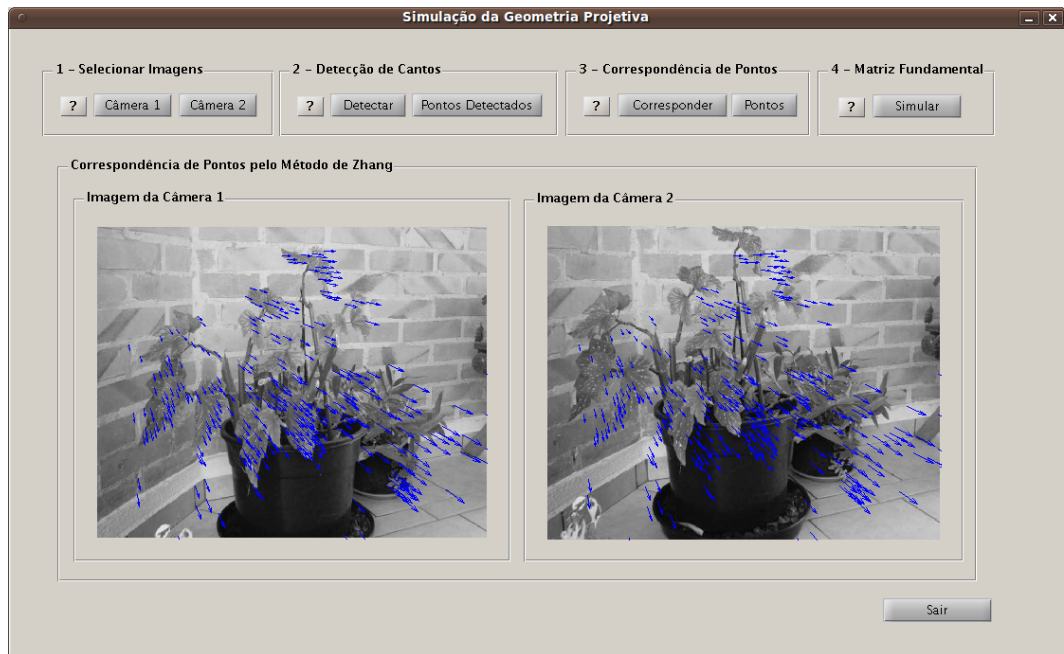 Simulação da Geometria Projetiva
1 - Selecionar Imagens
? Câmera 1 Câmera 2
2 - Detecção de Cantos
? Detectar Pontos Detectados
3 - Correspondência de Pontos
? Corresponder Pontos
4 - Matriz Fundamental
? Simular
Correspondência de Pontos pelo Método de Zhang
Imagem da Câmera 1
Imagem da Câmera 2
Sair